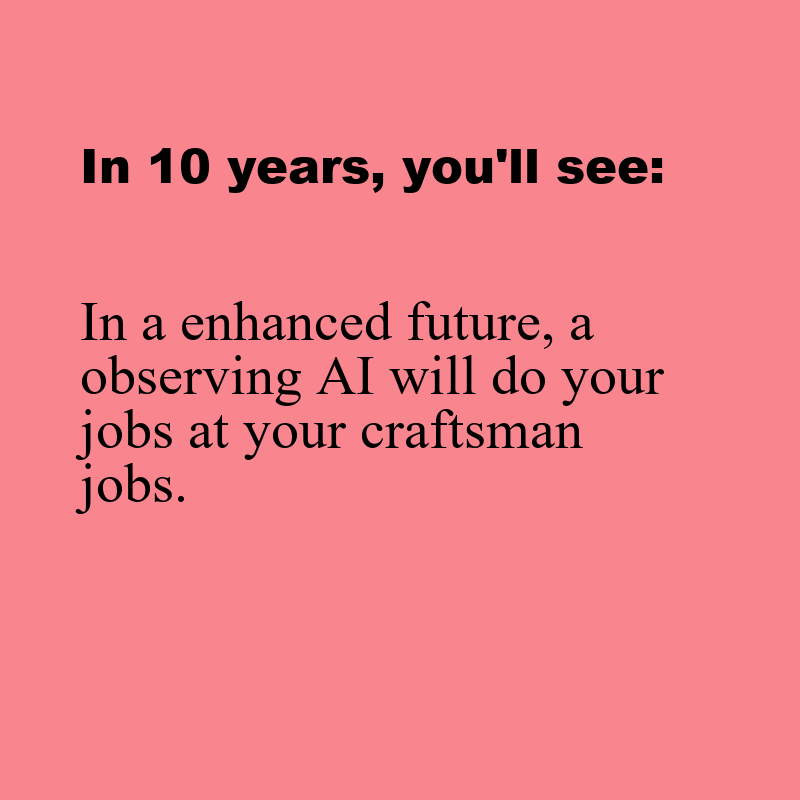 In 10 years, you'll see:
In a enhanced future, a
observing AI will do your
jobs at your craftsman
jobs.